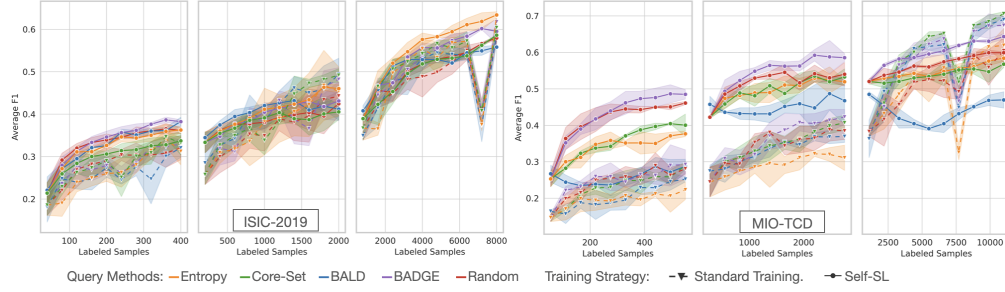 0.6
0.5
0.4
0.3
0.2
Average F1
100 200 300 400
500 1000 1500 2000
2000 4000 6000 8000
Labeled Samples
Labeled Samples
Labeled Samples
ISIC-2019
0.7
0.6
0.5
0.4
0.3
0.2
Average F1
200 400
1000 2000
2500 5000 7500 10000
Labeled Samples
Labeled Samples
Labeled Samples
MIO-TCD
Query Methods: Entropy Core-Set BALD BADGE Random Training Strategy: Standard Training. Self-SL